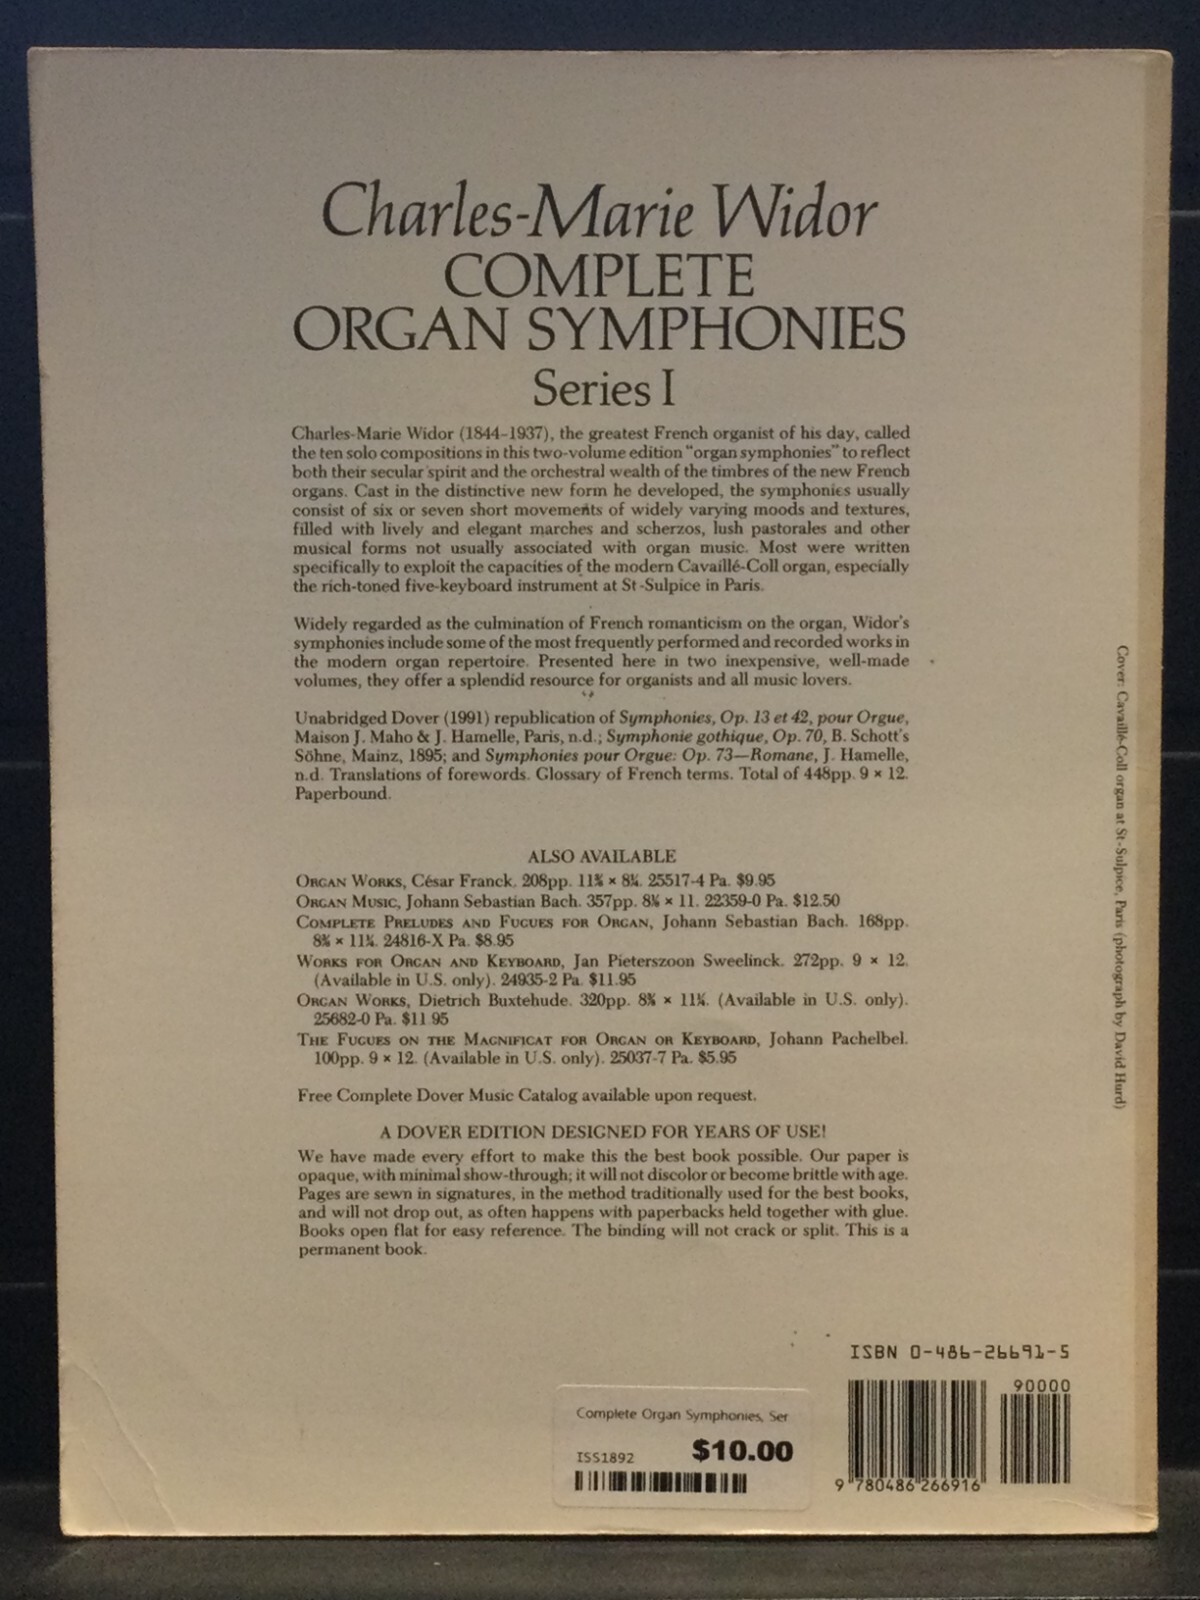 Charles-Marie Widor
COMPLETE
ORGAN SYMPHONIES
Series I
Charles-Marie Widor (1844–1937), the greatest French organist of his day, called
the ten solo compositions in this two-volume edition "organ symphonies" to reflect
both their secular spirit and the orchestral wealth of the timbres of the new French
organs. Cast in the distinctive new form he developed, the symphonies usually
consist of six or seven short movements of widely varying moods and textures,
filled with lively and elegant marches and scherzos, lush pastorales and other
musical forms not usually associated with organ music. Most were written
specifically to exploit the capacities of the modern Cavaillé-Coll organ, especially
the rich-toned five-keyboard instrument at St-Sulpice in Paris.
Widely regarded as the culmination of French romanticism on the organ, Widor's
symphonies include some of the most frequently performed and recorded works in
the modern organ repertoire. Presented here in two inexpensive, well-made
volumes, they offer a splendid resource for organists and all music lovers.
Unabridged Dover (1991) republication of Symphonies, Op. 13 et 42, pour Orgue,
Maison J. Maho & J. Hamelle, Paris, n.d.; Symphonie gothique, Op. 70, B. Schott's
Söhne, Mainz, 1895; and Symphonies pour Orgue: Op. 73—Romane, J. Hamelle,
n.d. Translations of forewords. Glossary of French terms. Total of 448pp. 9 × 12.
Paperbound.
ALSO AVAILABLE
ORGAN WORKS, César Franck. 208pp. 11⅜ × 8¼. 25517-4 Pa. $9.95
ORGAN MUSIC, Johann Sebastian Bach. 357pp. 8⅜ × 11. 22359-0 Pa. $12.50
COMPLETE PRELUDES AND FUGUES FOR ORGAN, Johann Sebastian Bach. 168pp.
8⅜ × 11¼. 24816-X Pa. $8.95
WORKS FOR ORGAN AND KEYBOARD, Jan Pieterszoon Sweelinck. 272pp. 9 × 12.
(Available in U.S. only). 24935-2 Pa. $11.95
ORGAN WORKS, Dietrich Buxtehude. 320pp. 8⅜ × 11¼. (Available in U.S. only).
25682-0 Pa. $11.95
THE FUGUES ON THE MAGNIFICAT FOR ORGAN OR KEYBOARD, Johann Pachelbel.
100pp. 9 × 12. (Available in U.S. only). 25037-7 Pa. $5.95
Free Complete Dover Music Catalog available upon request.
A DOVER EDITION DESIGNED FOR YEARS OF USE!
We have made every effort to make this the best book possible. Our paper is
opaque, with minimal show-through; it will not discolor or become brittle with age.
Pages are sewn in signatures, in the method traditionally used for the best books,
and will not drop out, as often happens with paperbacks held together with glue.
Books open flat for easy reference. The binding will not crack or split. This is a
permanent book.
Cover: Cavaillé-Coll organ at St-Sulpice, Paris (photograph by David Hurd)
ISBN 0-486-26691-5
90000
9 780486 266916
Complete Organ Symphonies, Ser
ISS1892 $10.00